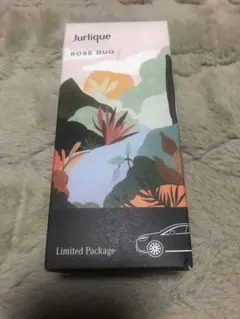 Jurlique
ROSE DUO
Limited Package